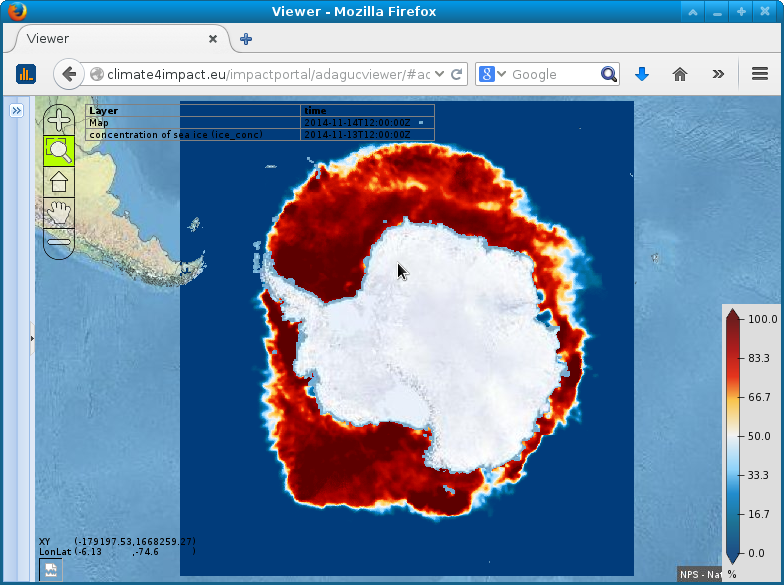 Viewer - Mozilla Firefox
Viewer
climate4impact.eu/impactportal/adagucviewer/#ac
8 Google
Layer time
Map 2014-11-14T12:00:00Z
concentration of sea ice (ice_conc) 2014-11-13T12:00:00Z
100.0
83.3
66.7
50.0
33.3
16.7
0.0
%
XY (-179197.53,1668259.27)
LonLat (-6.13 ,-74.6 )
NPS - Nat